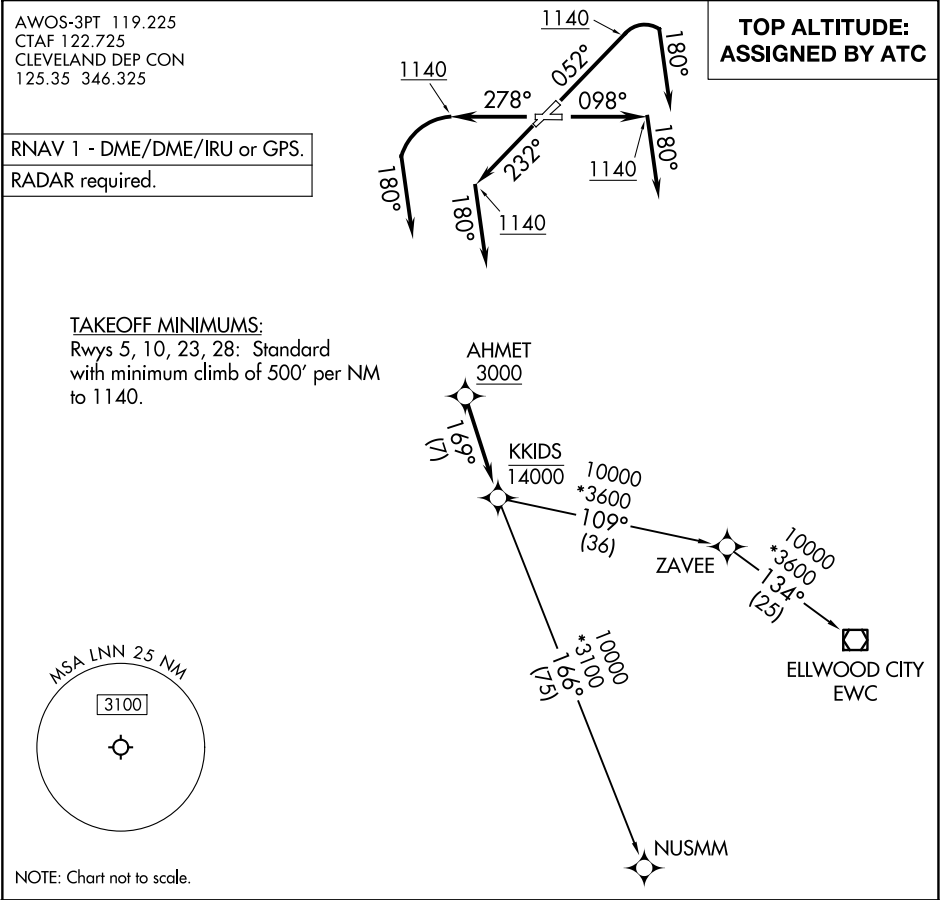 AWOS-3PT 119.225
CTAF 122.725
CLEVELAND DEP CON
125.35 346.325
RNAV 1 - DME/DME/IRU or GPS.
RADAR required.
TOP ALTITUDE:
ASSIGNED BY ATC
1140
052°
180°
1140
278°
098°
180°
232°
1140
180°
180°
1140
TAKEOFF MINIMUMS:
Rwys 5, 10, 23, 28: Standard
with minimum climb of 500' per NM
to 1140.
AHMET
3000
169°
(7)
KKIDS
14000
10000
*3600
109°
(36)
ZAVEE
10000
*3600
134°
(25)
ELLWOOD CITY
EWC
10000
*3100
166°
(75)
NUSMM
MSA LNN 25 NM
3100
NOTE: Chart not to scale.